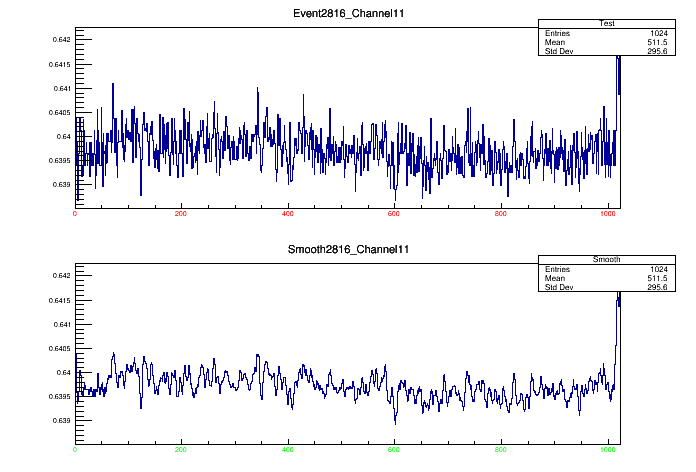 Event2816_Channel11
Test
Entries 1024
Mean 511.5
Std Dev 295.6
0.642
0.6415
0.641
0.6405
0.64
0.6395
0.639
0 200 400 600 800 1000
Smooth2816_Channel11
Smooth
Entries 1024
Mean 511.5
Std Dev 295.6
0.642
0.6415
0.641
0.6405
0.64
0.6395
0.639
0 200 400 600 800 1000